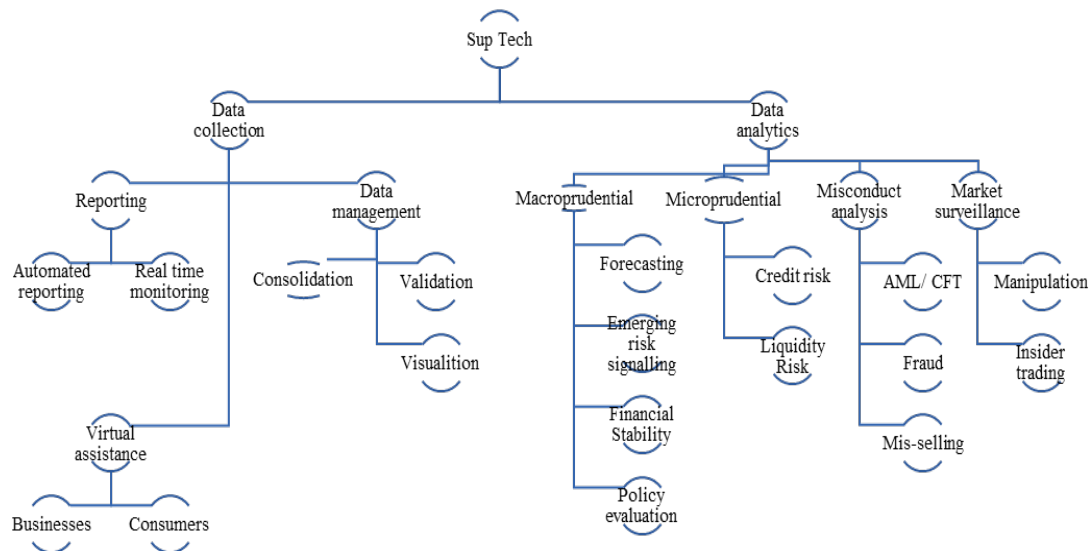 Sup Tech
Data
collection
Data
analytics
Reporting
Data
management
Macroprudential
Microprudential
Misconduct
analysis
Market
surveillance
Automated
reporting
Real time
monitoring
Consolidation
Validation
Visualition
Forecasting
Emerging
risk
signalling
Financial
Stability
Policy
evaluation
Credit risk
Liquidity
Risk
AML/ CFT
Fraud
Mis-selling
Manipulation
Insider
trading
Virtual
assistance
Businesses
Consumers